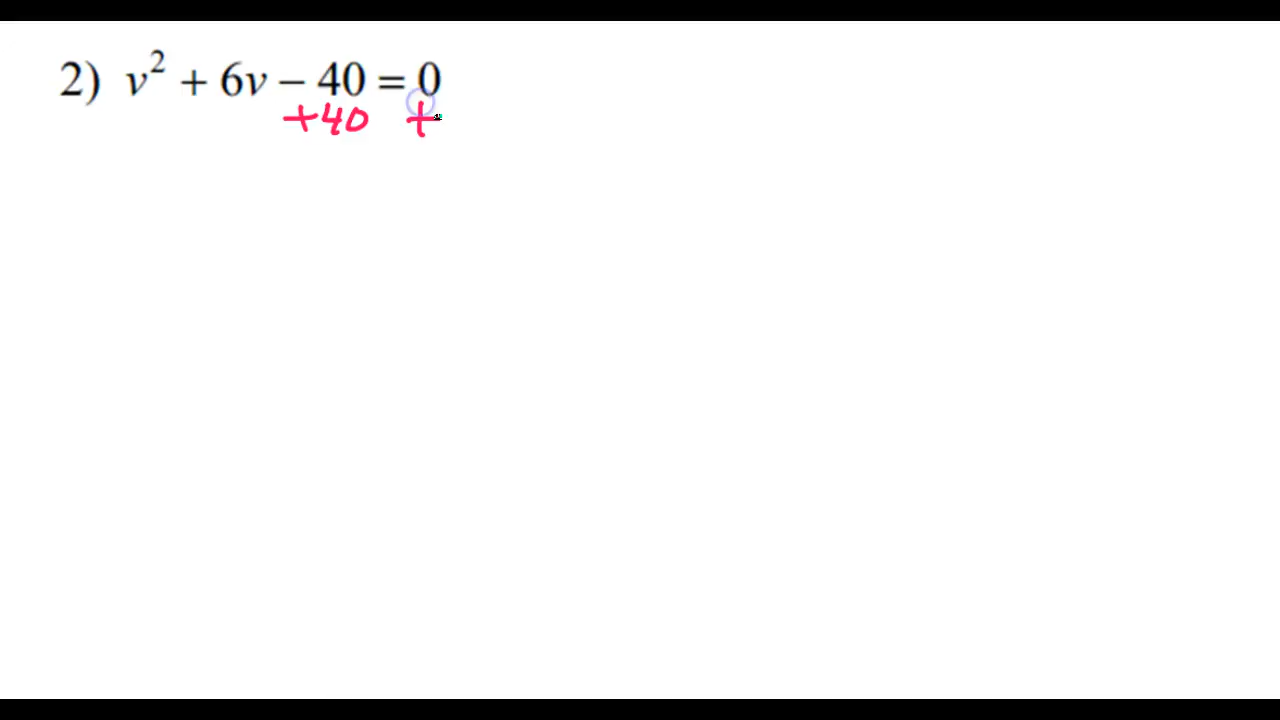 2) v² + 6v − 40 = 0
+40 +